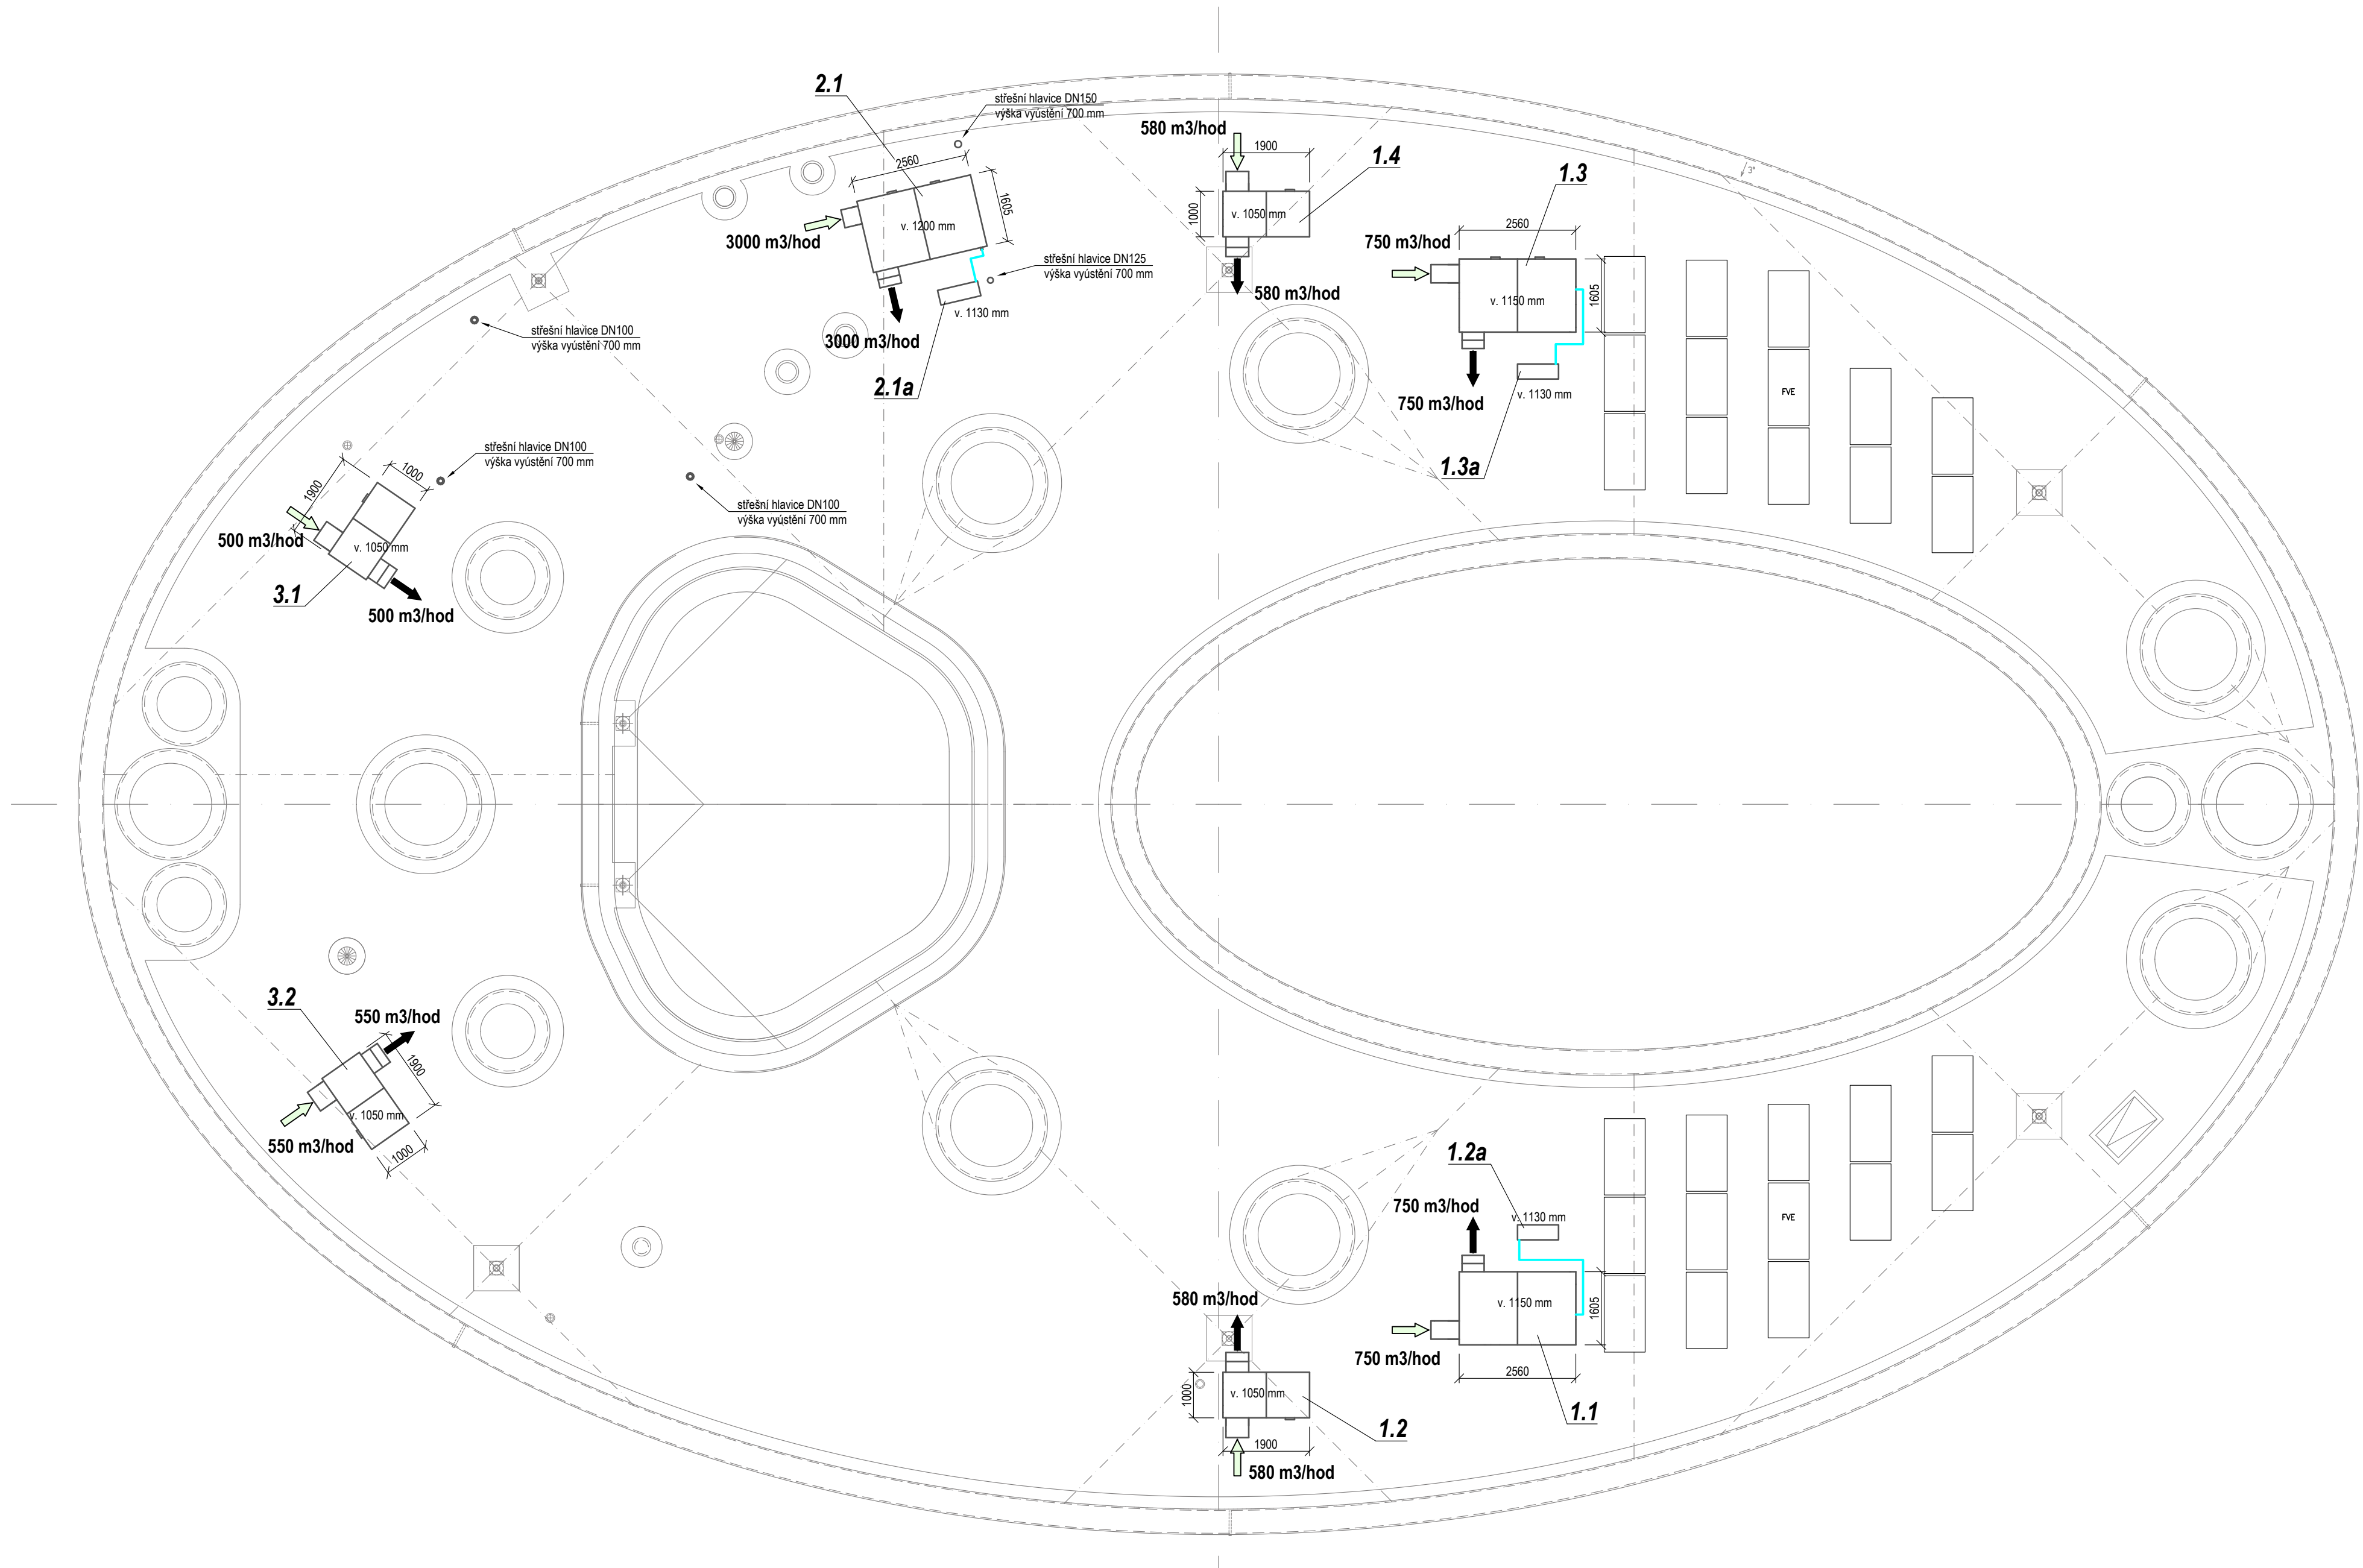 2.1
střešní hlavice DN150
výška vyústění 700 mm
2560
1605
v. 1200 mm
3000 m3/hod
střešní hlavice DN125
výška vyústění 700 mm
v. 1130 mm
3000 m3/hod
2.1a
580 m3/hod
1900
1.4
1000
v. 1050 mm
580 m3/hod
1.3
2560
750 m3/hod
v. 1150 mm
1605
750 m3/hod
v. 1130 mm
1.3a
3°
FVE
střešní hlavice DN100
výška vyústění 700 mm
střešní hlavice DN100
výška vyústění 700 mm
střešní hlavice DN100
výška vyústění 700 mm
1900
1000
500 m3/hod
v. 1050 mm
3.1
500 m3/hod
3.2
550 m3/hod
1900
v. 1050 mm
550 m3/hod
1000
1.2a
750 m3/hod
v. 1130 mm
FVE
v. 1150 mm
1605
750 m3/hod
2560
1.1
580 m3/hod
1000
v. 1050 mm
1.2
1900
580 m3/hod